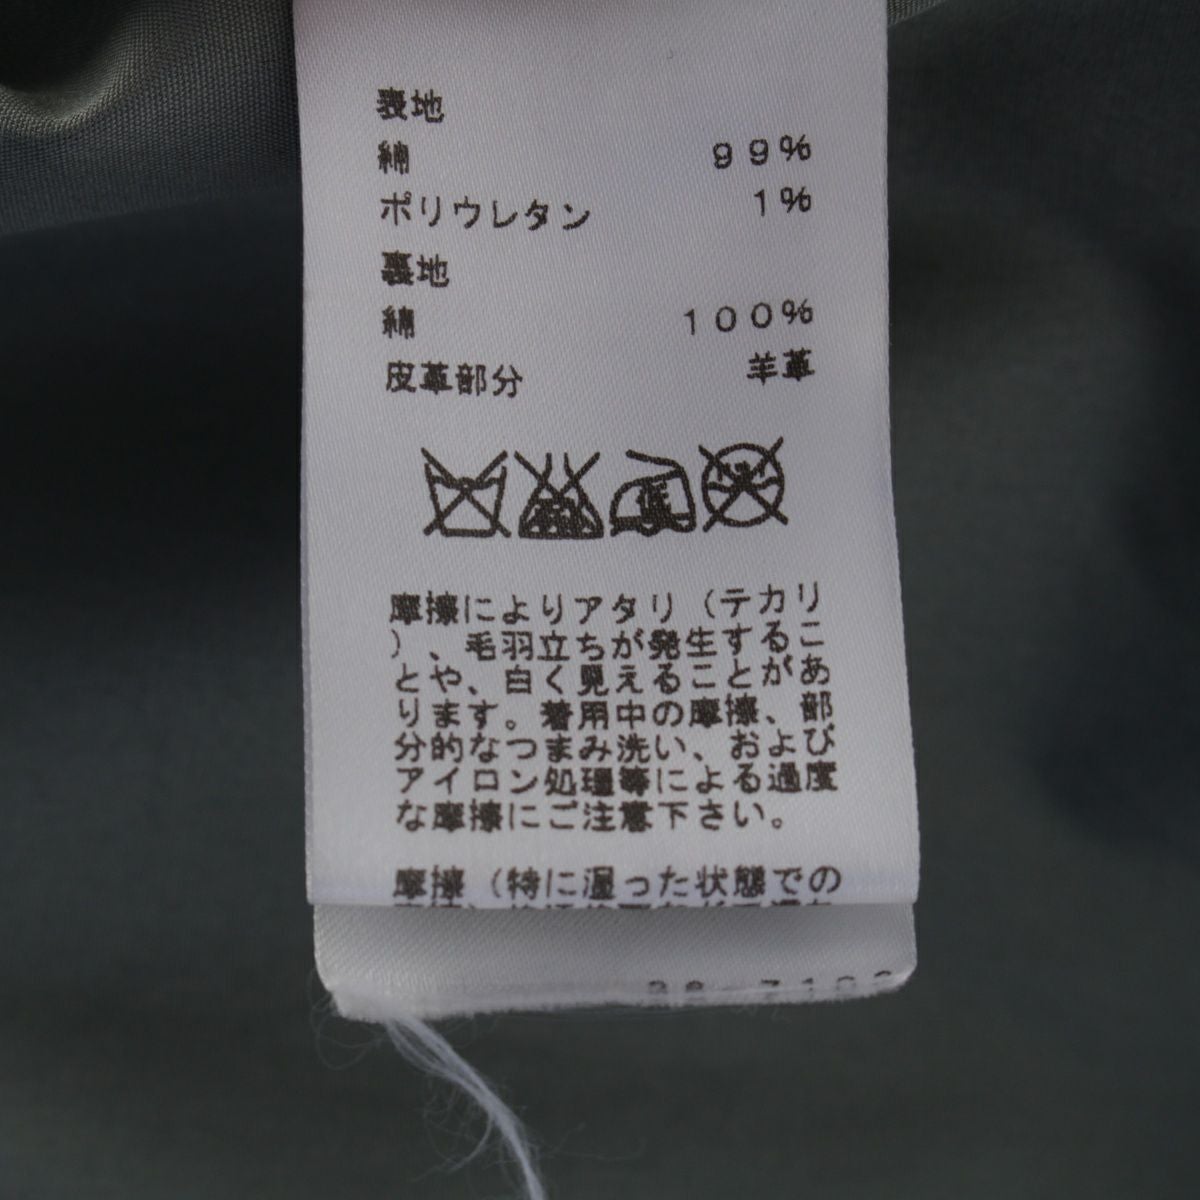 表地
綿 99%
ポリウレタン 1%
裏地
綿 100%
皮革部分 羊革
摩擦によりアタリ（テカリ
）、毛羽立ちが発生するこ
とや、白く見えることがあ
ります。着用中の摩擦、部
分的なつまみ洗い、および
アイロン処理等による過度
な摩擦にご注意下さい。
摩擦（特に湿った状態での